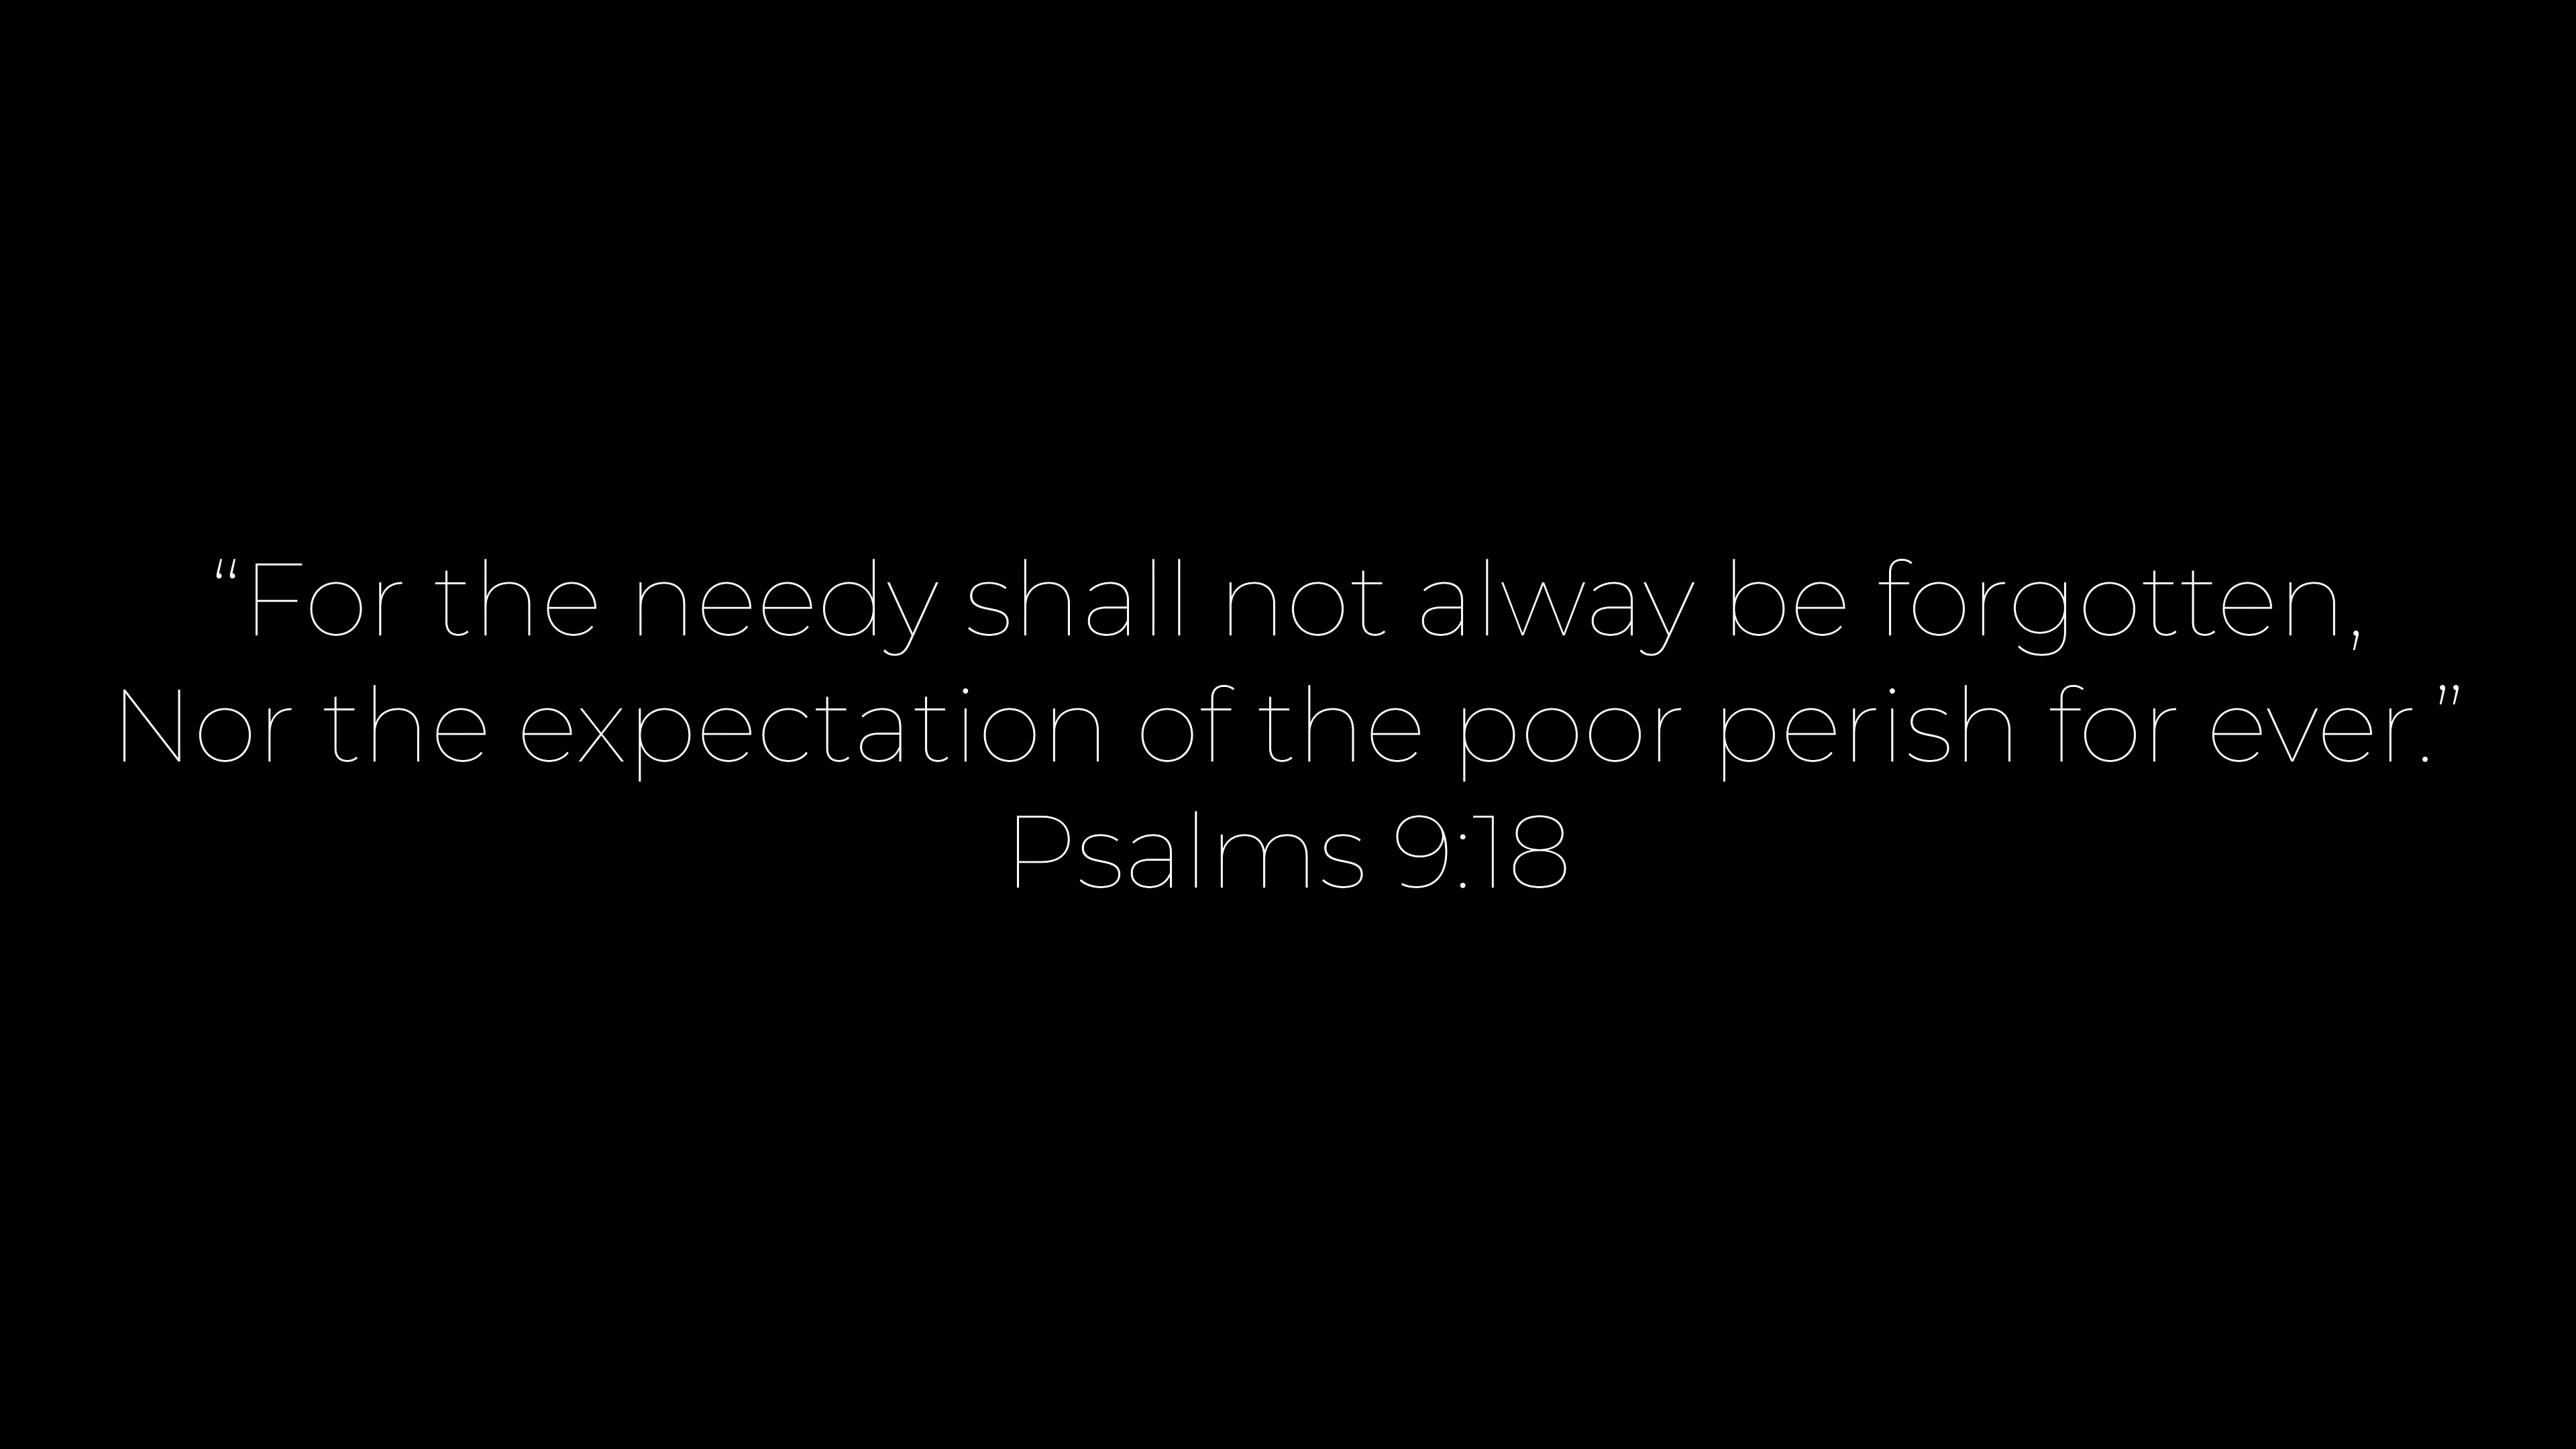 “For the needy shall not alway be forgotten,
Nor the expectation of the poor perish for ever.”
Psalms 9:18